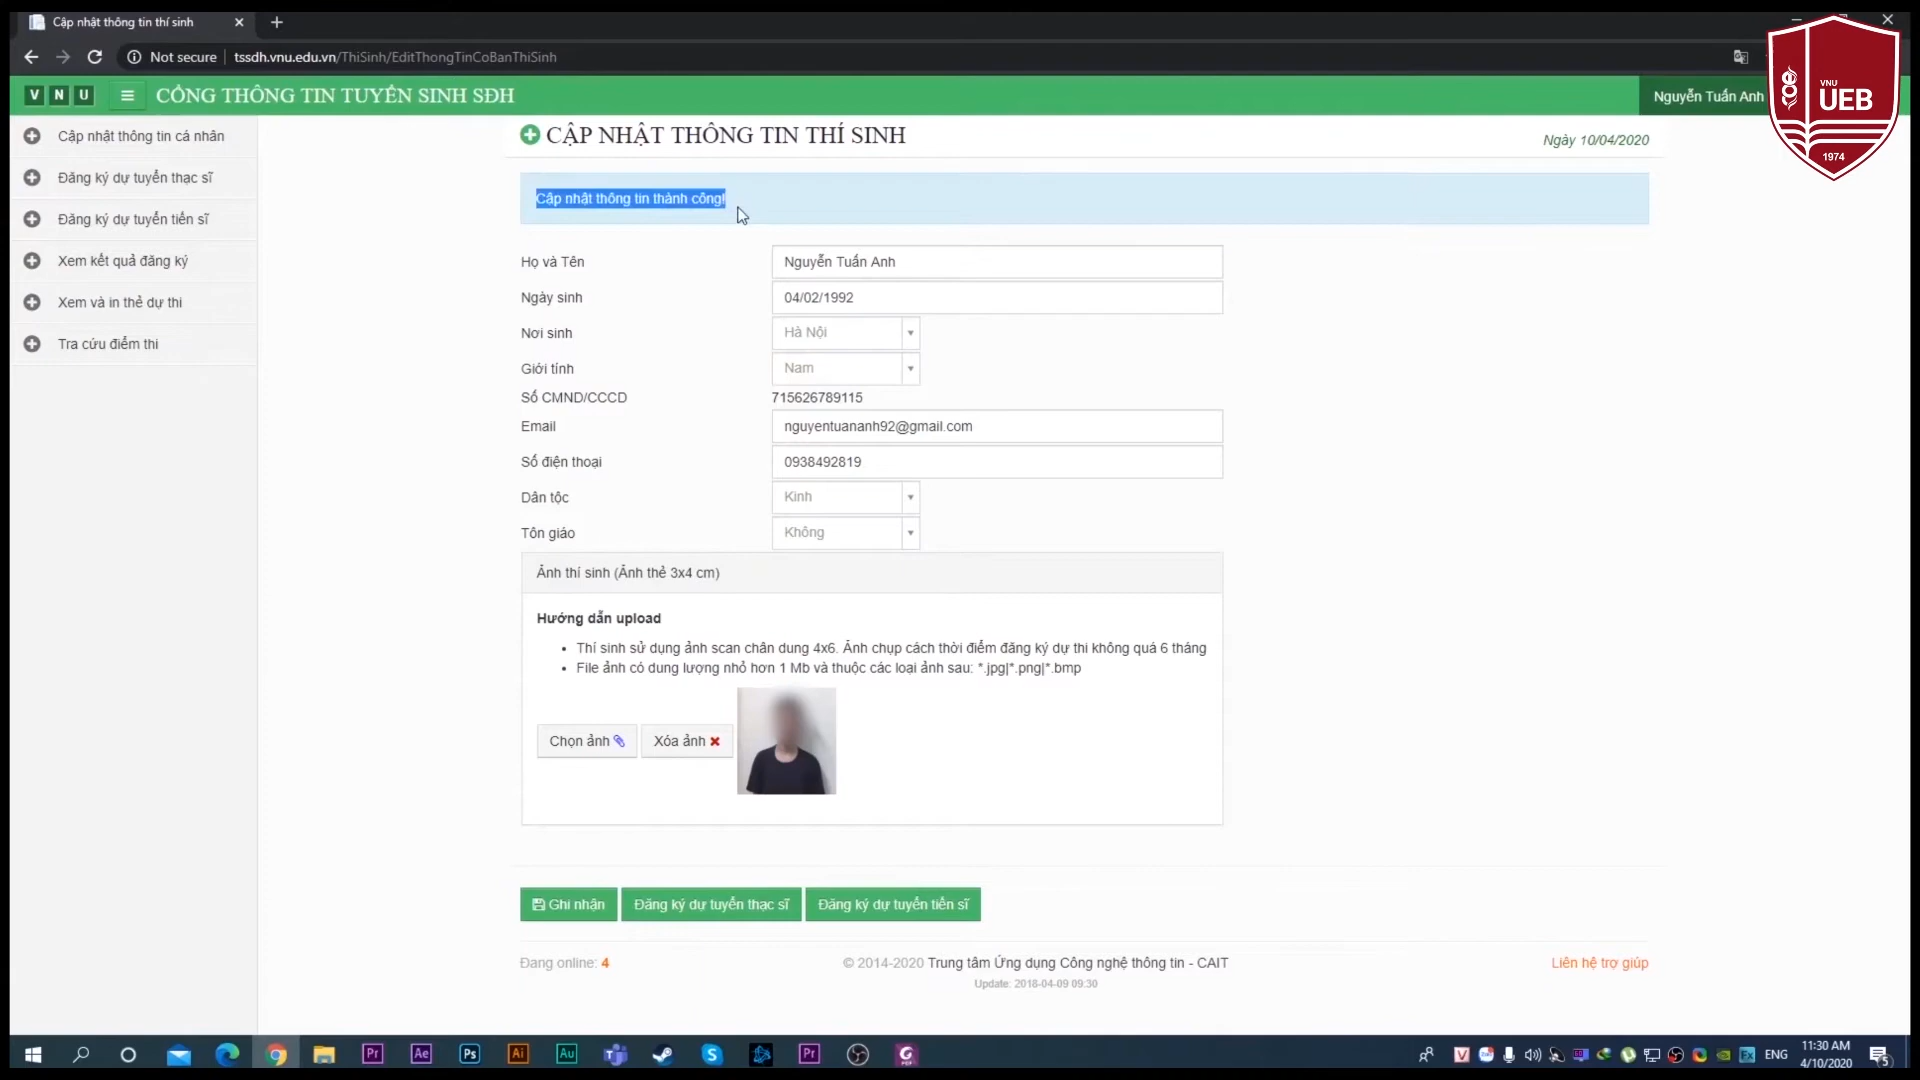 Cập nhật thông tin thí sinh
Not secure
tssdh.vnu.edu.vn/ThiSinh/EditThongTinCoBanThiSinh
VNU
CỔNG THÔNG TIN TUYỂN SINH SĐH
Nguyễn Tuấn Anh
VNU
UEB
1974
Cập nhật thông tin cá nhân
Đăng ký dự tuyển thạc sĩ
Đăng ký dự tuyển tiến sĩ
Xem kết quả đăng ký
Xem và in thẻ dự thi
Tra cứu điểm thi
CẬP NHẬT THÔNG TIN THÍ SINH
Ngày 10/04/2020
Cập nhật thông tin thành công!
Họ và Tên
Nguyễn Tuấn Anh
Ngày sinh
04/02/1992
Nơi sinh
Hà Nội
Giới tính
Nam
Số CMND/CCCD
715626789115
Email
nguyentuananh92@gmail.com
Số điện thoại
0938492819
Dân tộc
Kinh
Tôn giáo
Không
Ảnh thí sinh (Ảnh thẻ 3x4 cm)
Hướng dẫn upload
Thí sinh sử dụng ảnh scan chân dung 4x6. Ảnh chụp cách thời điểm đăng ký dự thi không quá 6 tháng
File ảnh có dung lượng nhỏ hơn 1 Mb và thuộc các loại ảnh sau: *.jpg|*.png|*.bmp
Chọn ảnh
Xóa ảnh
Ghi nhận
Đăng ký dự tuyển thạc sĩ
Đăng ký dự tuyển tiến sĩ
Đang online: 4
© 2014-2020 Trung tâm Ứng dụng Công nghệ thông tin - CAIT
Update: 2018-04-09 09:30
Liên hệ trợ giúp
Pr
Ae
Ps
Ai
Au
Pr
ENG
11:30 AM
4/10/2020
5